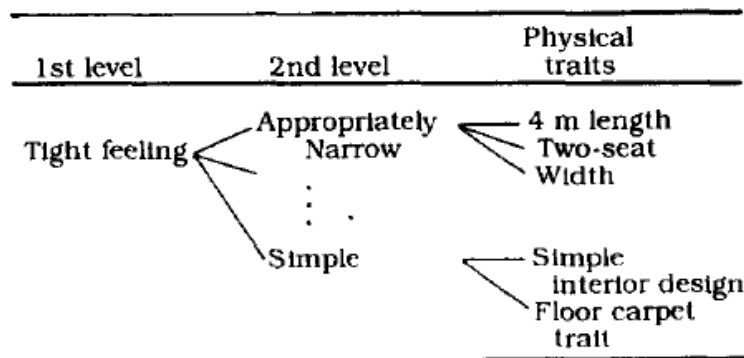 1st level 2nd level Physical
traits
Tight feeling
Appropriately
Narrow
4 m length
Two-seat
Width
Simple
Simple
interior design
Floor carpet
trait